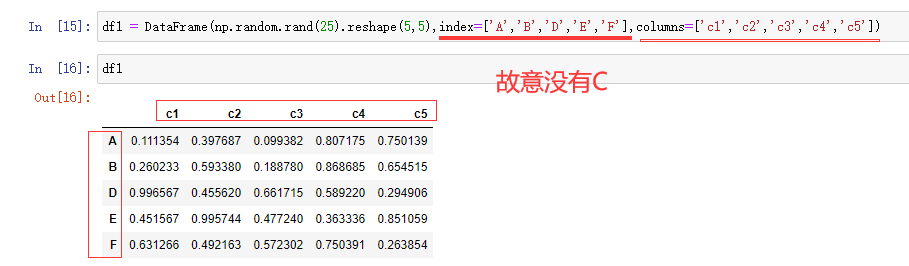 In [15]: df1 = DataFrame(np.random.rand(25).reshape(5,5),index=['A','B','D','E','F'],columns=['c1','c2','c3','c4','c5'])
In [16]: df1
故意没有C
Out[16]:
c1 c2 c3 c4 c5
A 0.111354 0.397687 0.099382 0.807175 0.750139
B 0.260233 0.593380 0.188780 0.868685 0.654515
D 0.996567 0.455620 0.661715 0.589220 0.294906
E 0.451567 0.995744 0.477240 0.363336 0.851059
F 0.631266 0.492163 0.572302 0.750391 0.263854